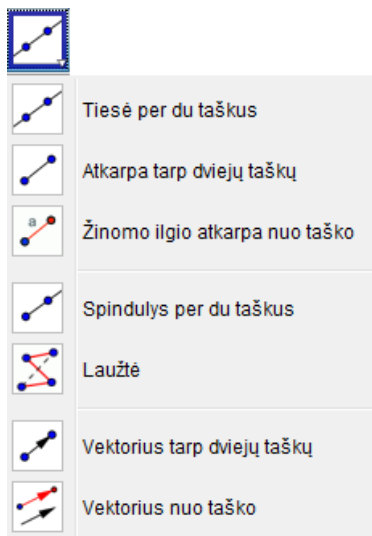 Tiesė per du taškus
Atkarpa tarp dviejų taškų
a
Žinomo ilgio atkarpa nuo taško
Spindulys per du taškus
Laužtė
Vektorius tarp dviejų taškų
Vektorius nuo taško